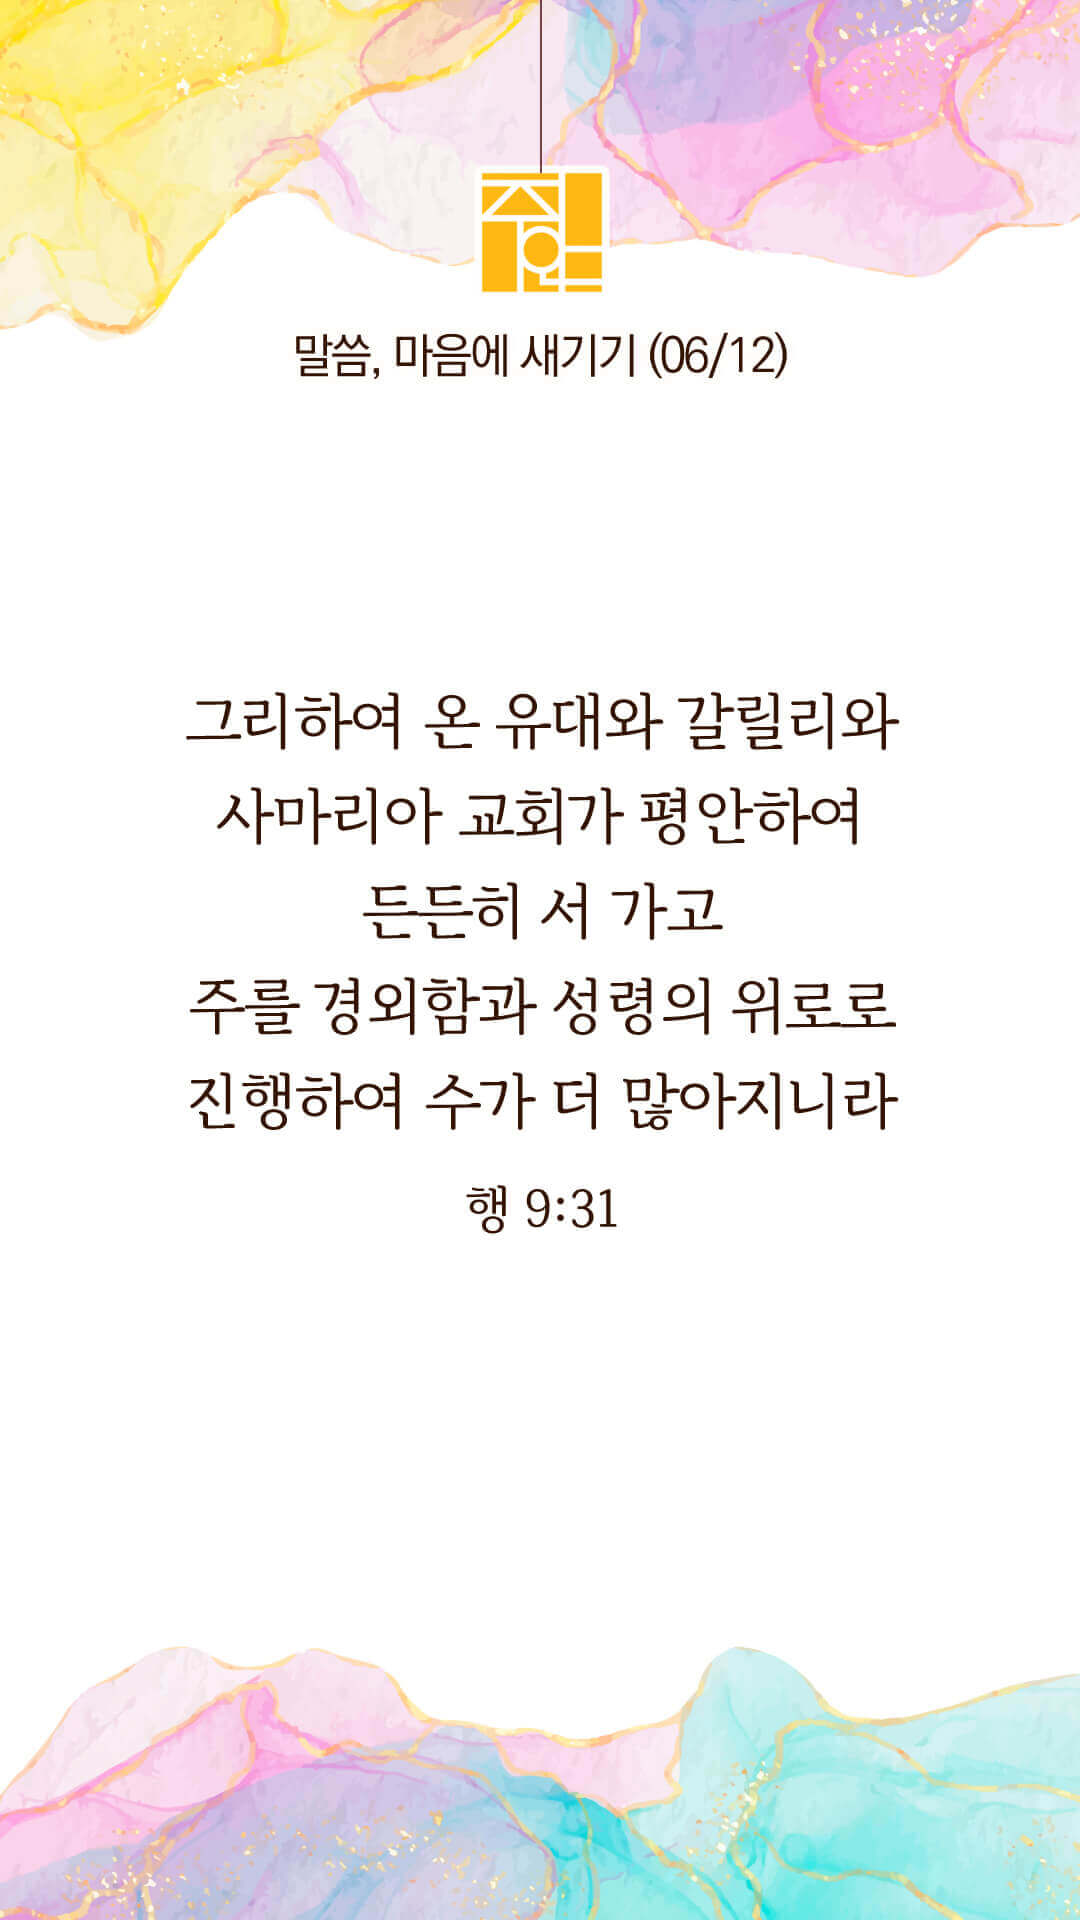 말씀, 마음에 새기기 (06/12)
그리하여 온 유대와 갈릴리와
사마리아 교회가 평안하여
든든히 서 가고
주를 경외함과 성령의 위로로
진행하여 수가 더 많아지니라
행 9:31